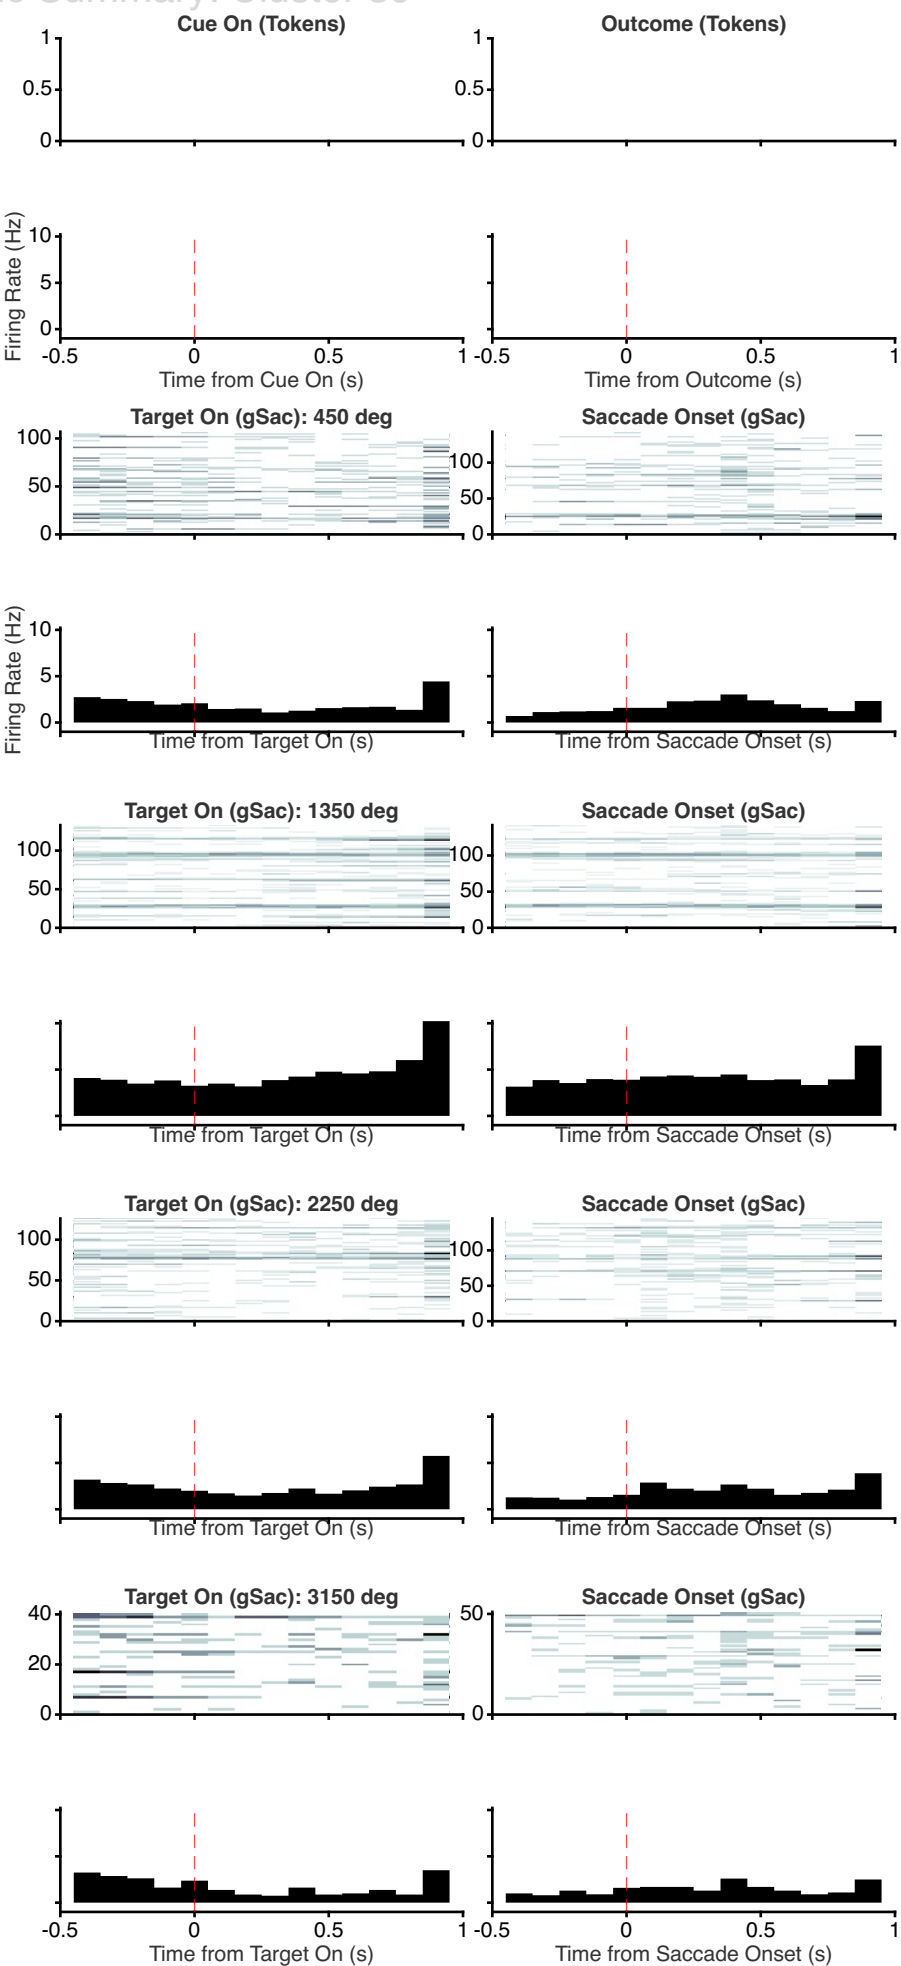 Summary: Cluster
Cue On (Tokens) Outcome (Tokens)
1 1
0.5 0.5
0 0
Firing Rate (Hz)
10
5
0
-0.5 0 0.5 1 -0.5 0 0.5 1
Time from Cue On (s) Time from Outcome (s)
Target On (gSac): 450 deg Saccade Onset (gSac)
100 100
50 50
0 0
Firing Rate (Hz)
10
5
0
Time from Target On (s) Time from Saccade Onset (s)
Target On (gSac): 1350 deg Saccade Onset (gSac)
100 100
50 50
0 0
Time from Target On (s) Time from Saccade Onset (s)
Target On (gSac): 2250 deg Saccade Onset (gSac)
100 100
50 50
0 0
Time from Target On (s) Time from Saccade Onset (s)
Target On (gSac): 3150 deg Saccade Onset (gSac)
40 50
20
0 0
-0.5 0 0.5 1 -0.5 0 0.5 1
Time from Target On (s) Time from Saccade Onset (s)